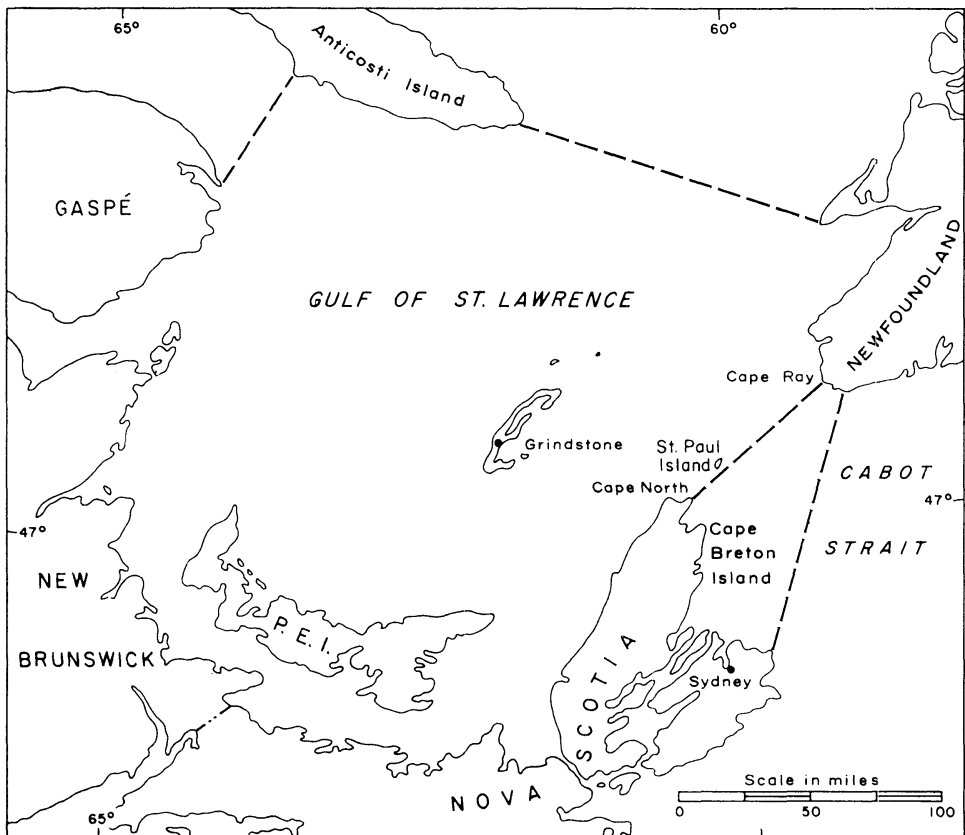 65°
60°
Anticosti Island
GASPÉ
GULF OF ST. LAWRENCE
NEWFOUNDLAND
Cape Ray
Grindstone
St. Paul
Island
Cape North
CABOT
STRAIT
47°
47°
Cape
Breton
Island
NEW
BRUNSWICK
P. E. I.
Sydney
NOVA SCOTIA
Scale in miles
0 50 100
65°